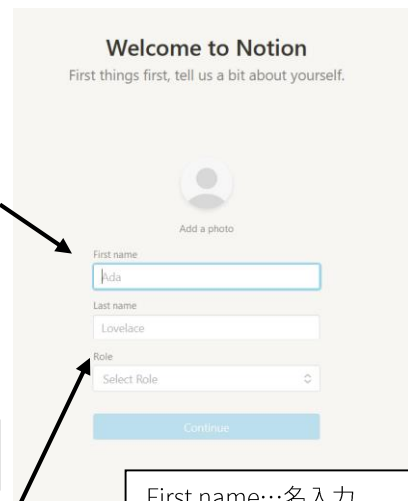 Welcome to Notion
First things first, tell us a bit about yourself.
Add a photo
First name
Ada
Last name
Lovelace
Role
Select Role
Continue
First name…名入力